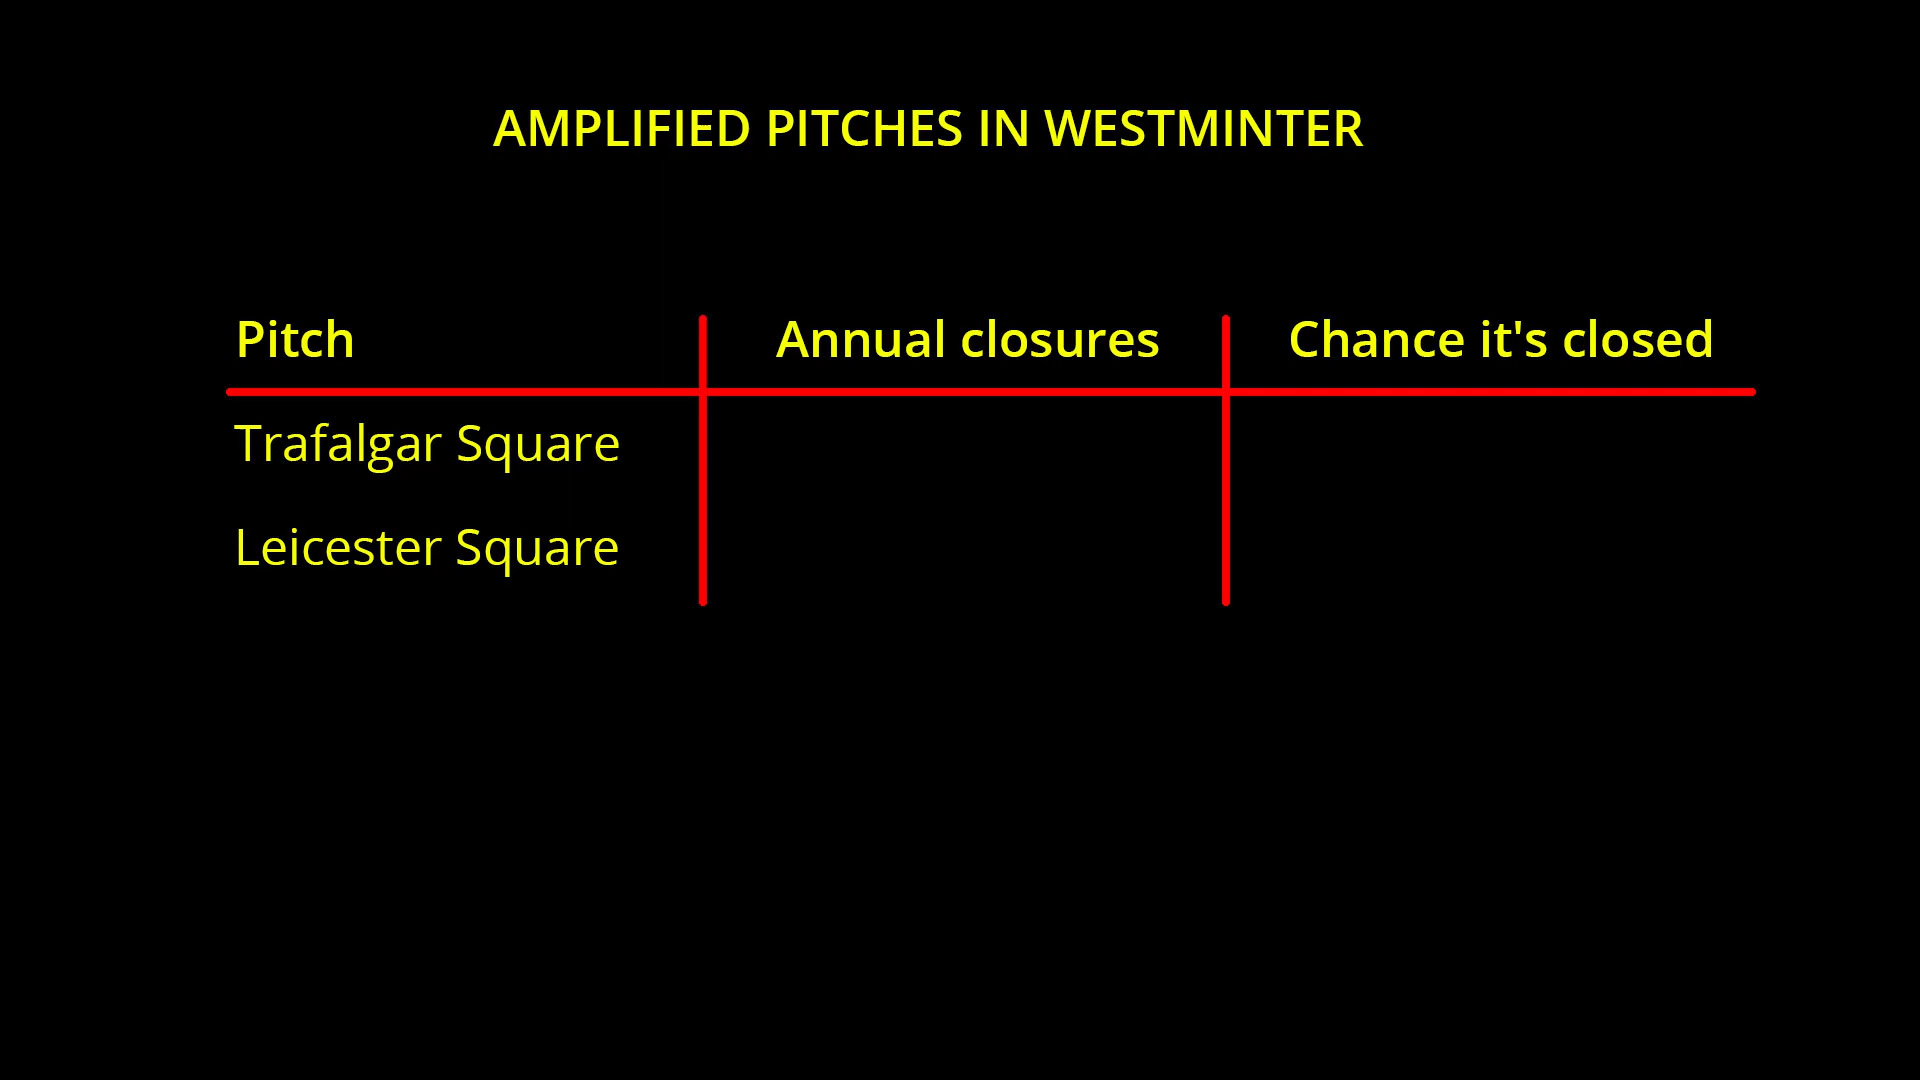 AMPLIFIED PITCHES IN WESTMINTER
Pitch Annual closures Chance it's closed
Trafalgar Square
Leicester Square